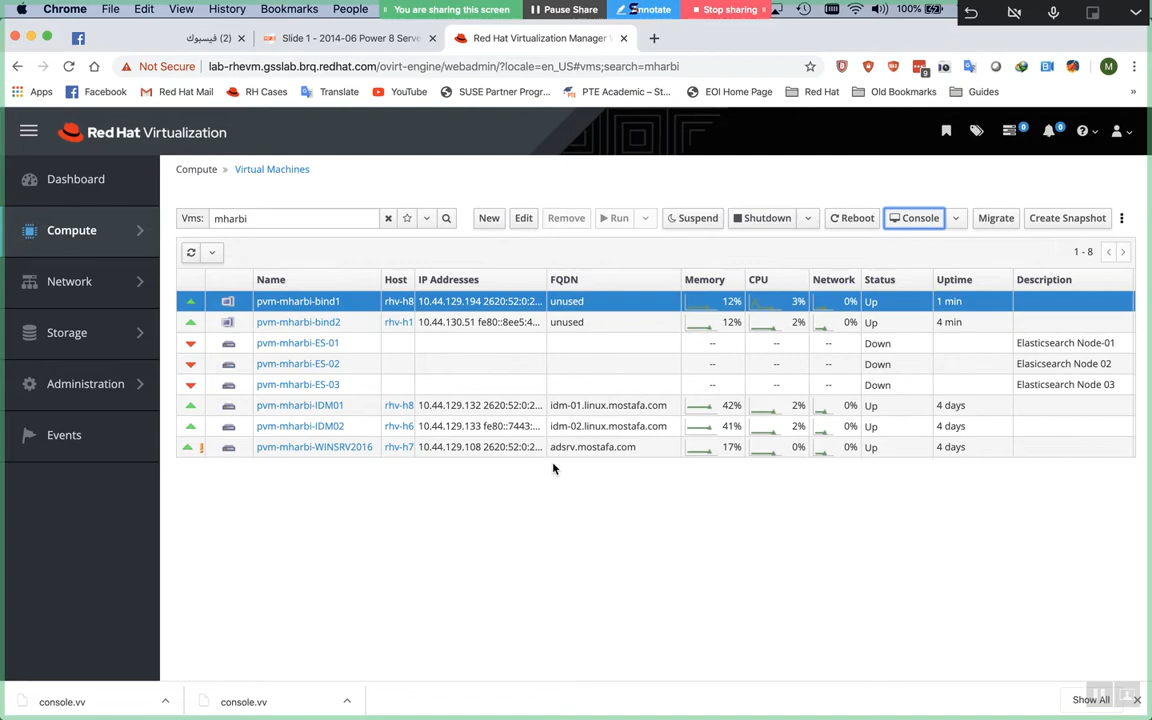 Chrome File Edit View History Bookmarks People You are sharing this screen Pause Share Annotate Stop sharing 100%
(2) فيسبوك Slide 1 - 2014-06 Power 8 Serve Red Hat Virtualization Manager
Not Secure lab-rhevm.gsslab.brq.redhat.com/ovirt-engine/webadmin/?locale=en_US#vms;search=mharbi 9 M
Apps Facebook Red Hat Mail RH Cases Translate YouTube SUSE Partner Progr... PTE Academic – St... EOI Home Page Red Hat Old Bookmarks Guides »
Red Hat Virtualization 0 0
Dashboard
Compute
Network
Storage
Administration
Events
Compute » Virtual Machines
Vms: mharbi New Edit Remove Run Suspend Shutdown Reboot Console Migrate Create Snapshot
1 - 8
Name Host IP Addresses FQDN Memory CPU Network Status Uptime Description
pvm-mharbi-bind1 rhv-h8 10.44.129.194 2620:52:0:2... unused 12% 3% 0% Up 1 min
pvm-mharbi-bind2 rhv-h1 10.44.130.51 fe80::8ee5:4... unused 12% 2% 0% Up 4 min
pvm-mharbi-ES-01 -- -- -- Down Elasticsearch Node-01
pvm-mharbi-ES-02 -- -- -- Down Elasicsearch Node 02
pvm-mharbi-ES-03 -- -- -- Down Elasticsearch Node 03
pvm-mharbi-IDM01 rhv-h8 10.44.129.132 2620:52:0:2... idm-01.linux.mostafa.com 42% 2% 0% Up 4 days
pvm-mharbi-IDM02 rhv-h6 10.44.129.133 fe80::7443:... idm-02.linux.mostafa.com 41% 2% 0% Up 4 days
pvm-mharbi-WINSRV2016 rhv-h7 10.44.129.108 2620:52:0:2... adsrv.mostafa.com 17% 0% 0% Up 4 days
console.vv console.vv Show All